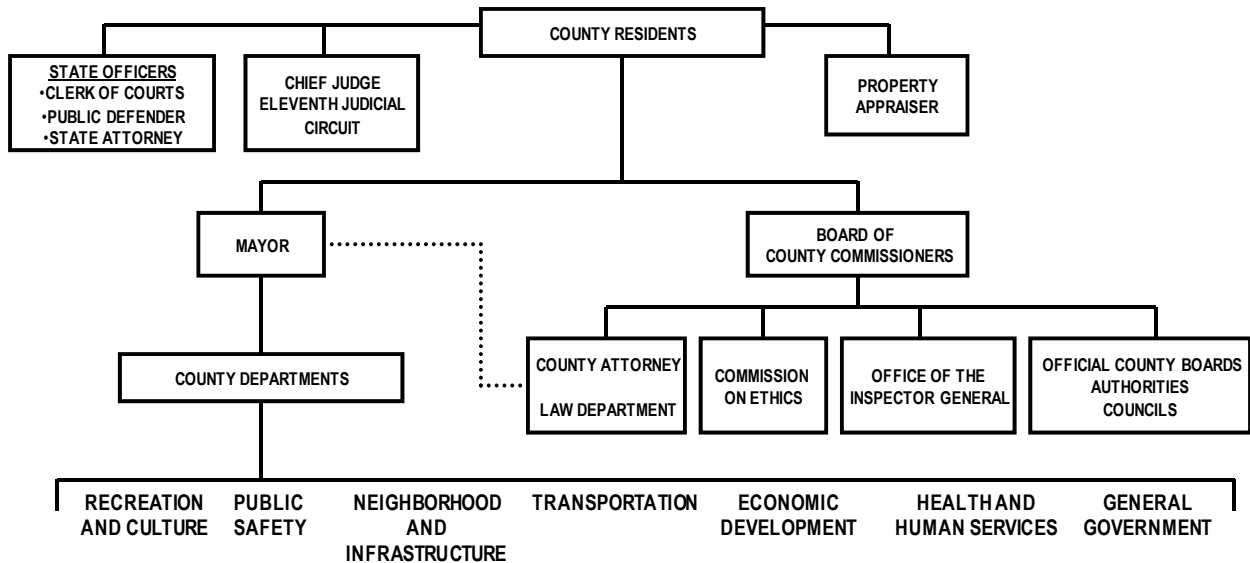 COUNTY RESIDENTS
STATE OFFICERS
•CLERK OF COURTS
•PUBLIC DEFENDER
•STATE ATTORNEY
CHIEF JUDGE
ELEVENTH JUDICIAL
CIRCUIT
PROPERTY
APPRAISER
MAYOR
BOARD OF
COUNTY COMMISSIONERS
COUNTY DEPARTMENTS
COUNTY ATTORNEY
LAW DEPARTMENT
COMMISSION
ON ETHICS
OFFICE OF THE
INSPECTOR GENERAL
OFFICIAL COUNTY BOARDS
AUTHORITIES
COUNCILS
RECREATION
AND CULTURE
PUBLIC
SAFETY
NEIGHBORHOOD
AND
INFRASTRUCTURE
TRANSPORTATION
ECONOMIC
DEVELOPMENT
HEALTH AND
HUMAN SERVICES
GENERAL
GOVERNMENT